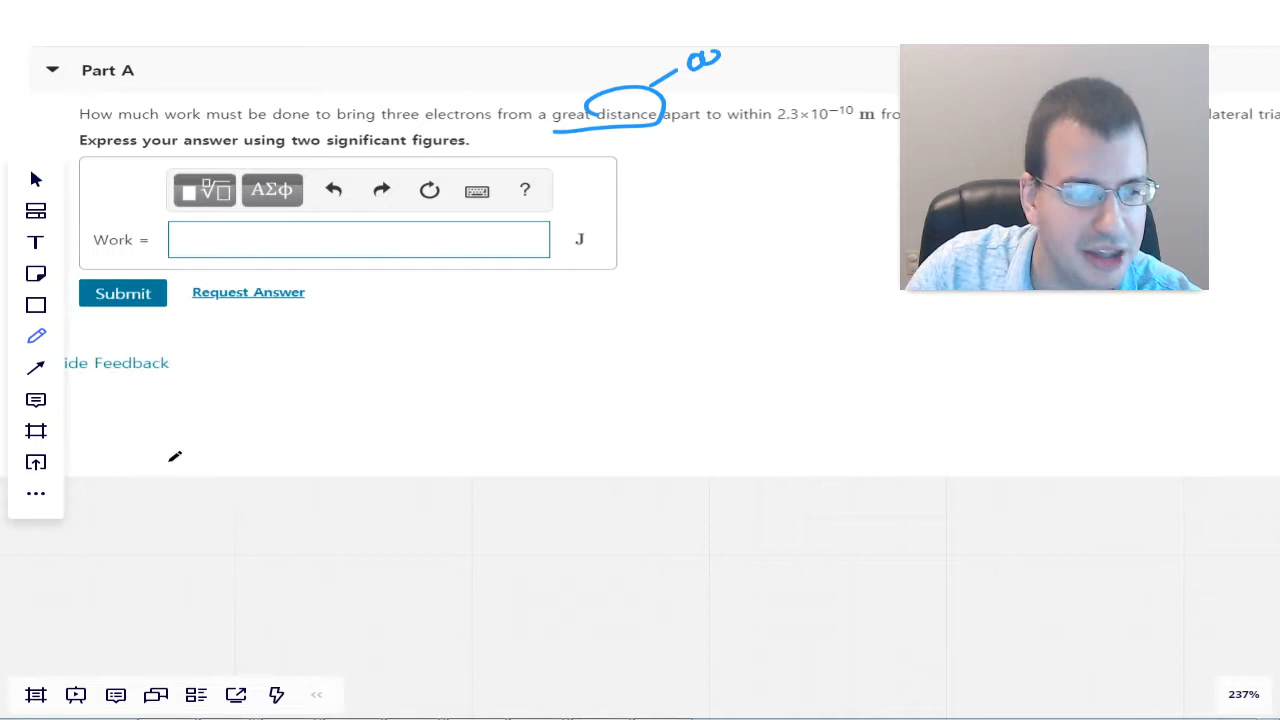 ∞
Part A
How much work must be done to bring three electrons from a great distance apart to within 2.3×10⁻¹⁰ m fro lateral tria
Express your answer using two significant figures.
ΑΣϕ
?
Work = J
Submit Request Answer
ide Feedback
T
237%